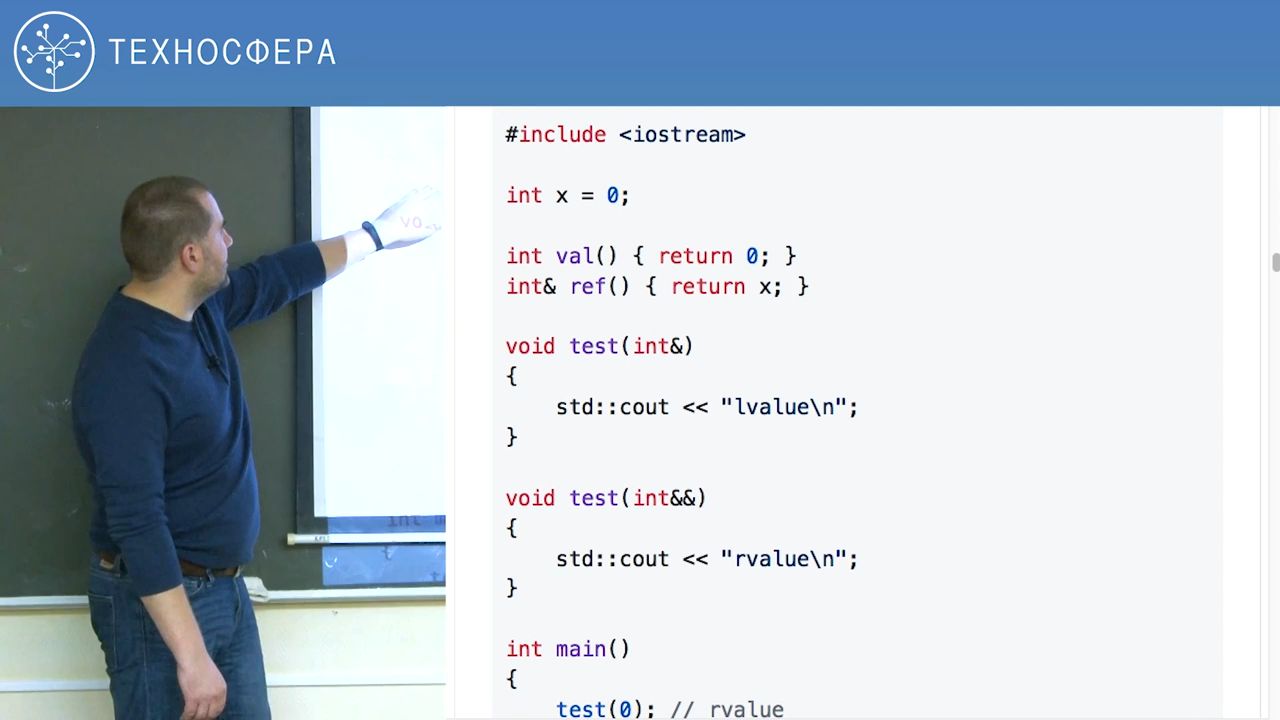 ТЕХНОСФЕРА
#include <iostream>
int x = 0;
int val() { return 0; }
int& ref() { return x; }
void test(int&)
{
    std::cout << "lvalue\n";
}
void test(int&&)
{
    std::cout << "rvalue\n";
}
int main()
{
    test(0); // rvalue